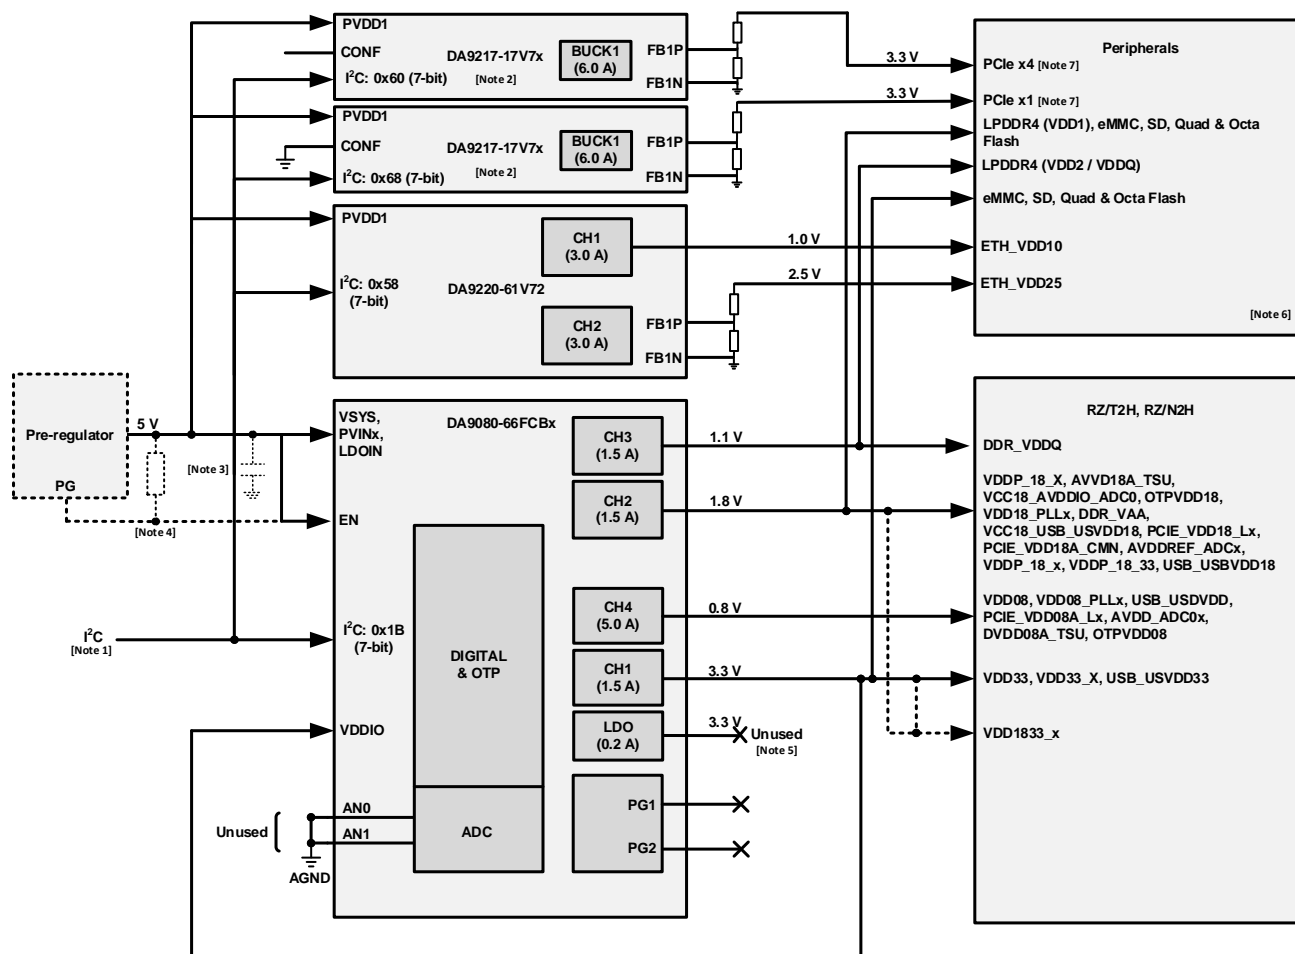 PVDD1
CONF
I²C: 0x60 (7-bit)
DA9217-17V7x
[Note 2]
BUCK1
(6.0 A)
FB1P
FB1N
PVDD1
CONF
I²C: 0x68 (7-bit)
DA9217-17V7x
[Note 2]
BUCK1
(6.0 A)
FB1P
FB1N
PVDD1
I²C: 0x58
(7-bit)
DA9220-61V72
CH1
(3.0 A)
CH2
(3.0 A)
FB1P
FB1N
3.3 V
3.3 V
1.0 V
2.5 V
Peripherals
PCIe x4 [Note 7]
PCIe x1 [Note 7]
LPDDR4 (VDD1), eMMC, SD, Quad & Octa
Flash
LPDDR4 (VDD2 / VDDQ)
eMMC, SD, Quad & Octa Flash
ETH_VDD10
ETH_VDD25
[Note 6]
Pre-regulator
PG
5 V
[Note 3]
[Note 4]
I²C
[Note 1]
VSYS,
PVINx,
LDOIN
EN
I²C: 0x1B
(7-bit)
VDDIO
DA9080-66FCBx
DIGITAL
& OTP
ADC
AN0
AN1
Unused
AGND
CH3
(1.5 A)
CH2
(1.5 A)
CH4
(5.0 A)
CH1
(1.5 A)
LDO
(0.2 A)
PG1
PG2
1.1 V
1.8 V
0.8 V
3.3 V
3.3 V
Unused
[Note 5]
RZ/T2H, RZ/N2H
DDR_VDDQ
VDDP_18_X, AVVD18A_TSU,
VCC18_AVDDIO_ADC0, OTPVDD18,
VDD18_PLLx, DDR_VAA,
VCC18_USB_USVDD18, PCIE_VDD18_Lx,
PCIE_VDD18A_CMN, AVDDREF_ADCx,
VDDP_18_x, VDDP_18_33, USB_USBVDD18
VDD08, VDD08_PLLx, USB_USDVDD,
PCIE_VDD08A_Lx, AVDD_ADC0x,
DVDD08A_TSU, OTPVDD08
VDD33, VDD33_X, USB_USVDD33
VDD1833_x